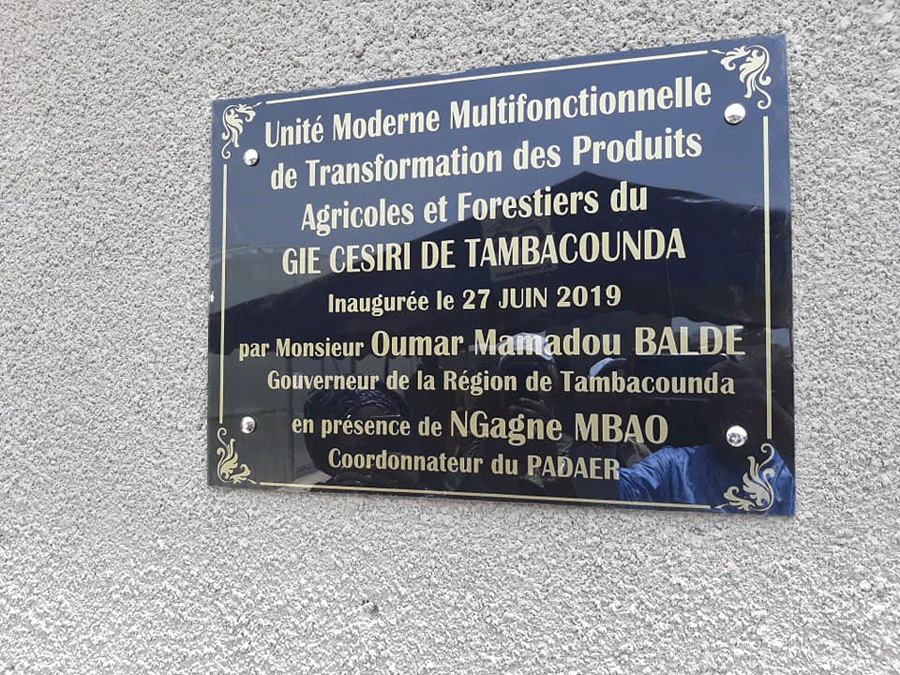 Unité Moderne Multifonctionnelle
de Transformation des Produits
Agricoles et Forestiers du
GIE CESIRI DE TAMBACOUNDA
Inaugurée le 27 JUIN 2019
par Monsieur Oumar Mamadou BALDE
Gouverneur de la Région de Tambacounda
en présence de NGagne MBAO
Coordonnateur du PADAER